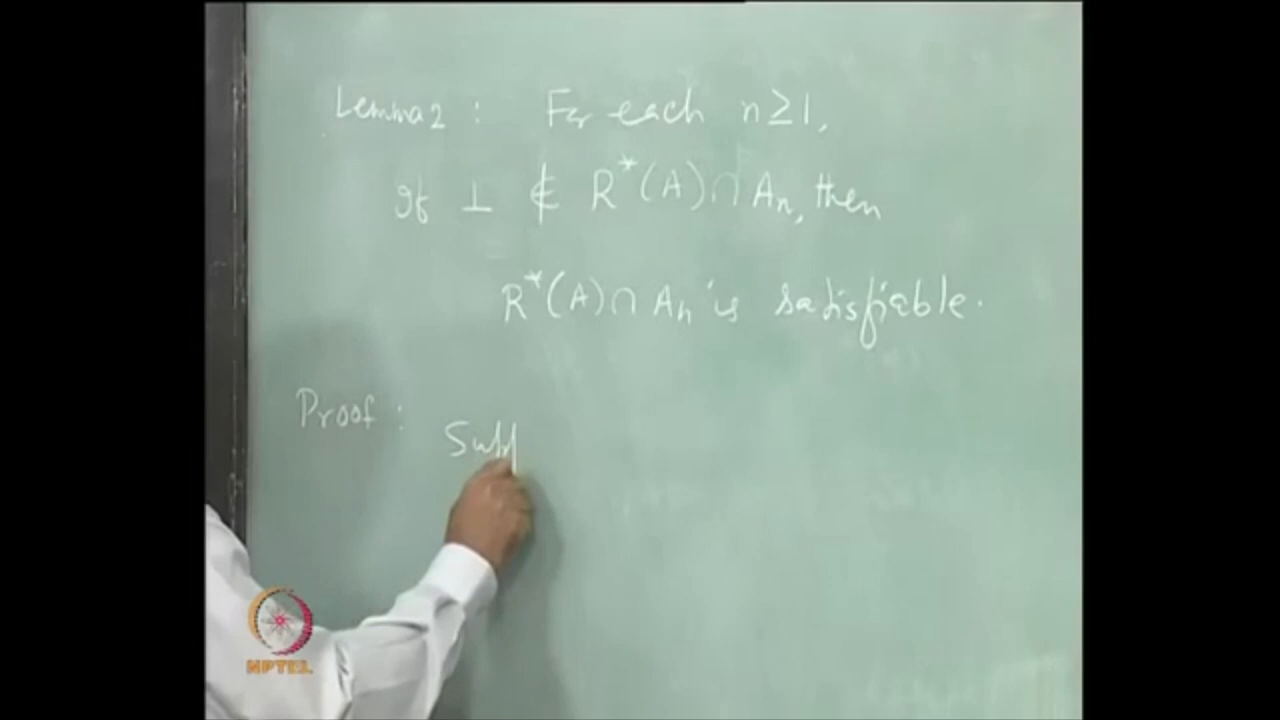 Lemma 2 : For each n ≥ 1,
if ⊥ ∉ R*(A) ∩ An, then
R*(A) ∩ An is satisfiable.
Proof :
Supp
NPTEL